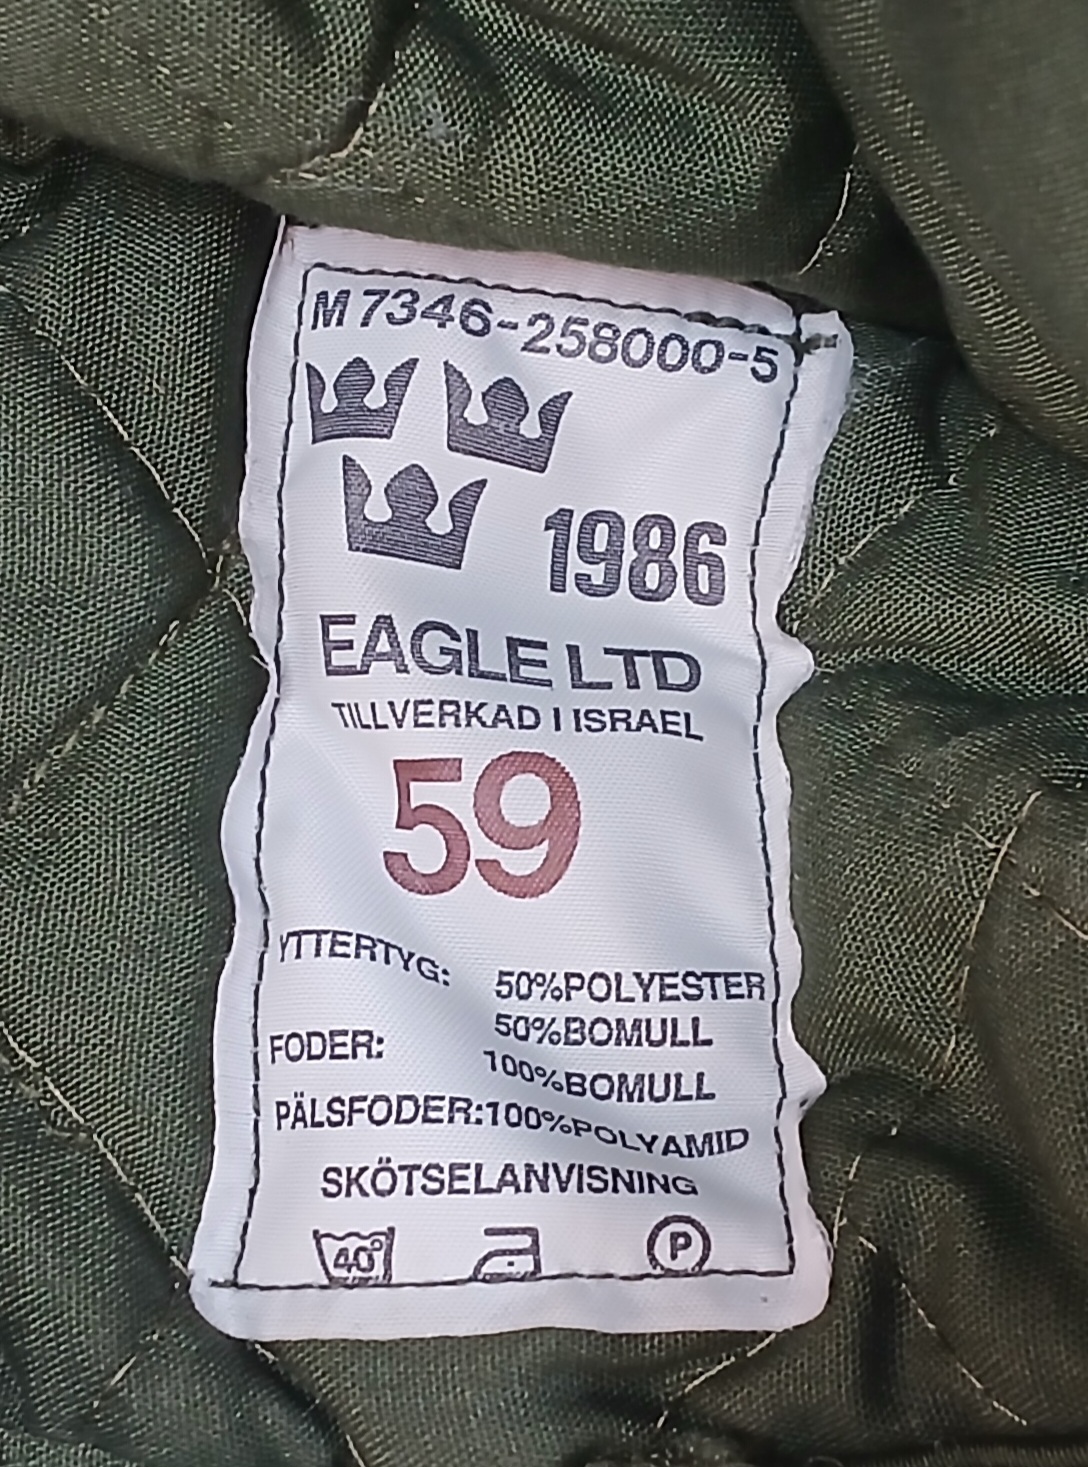 M 7346-258000-5
1986
EAGLE LTD
TILLVERKAD I ISRAEL
59
YTTERTYG: 50%POLYESTER
50%BOMULL
FODER: 100%BOMULL
PÄLSFODER:100%POLYAMID
SKÖTSELANVISNING
40° P